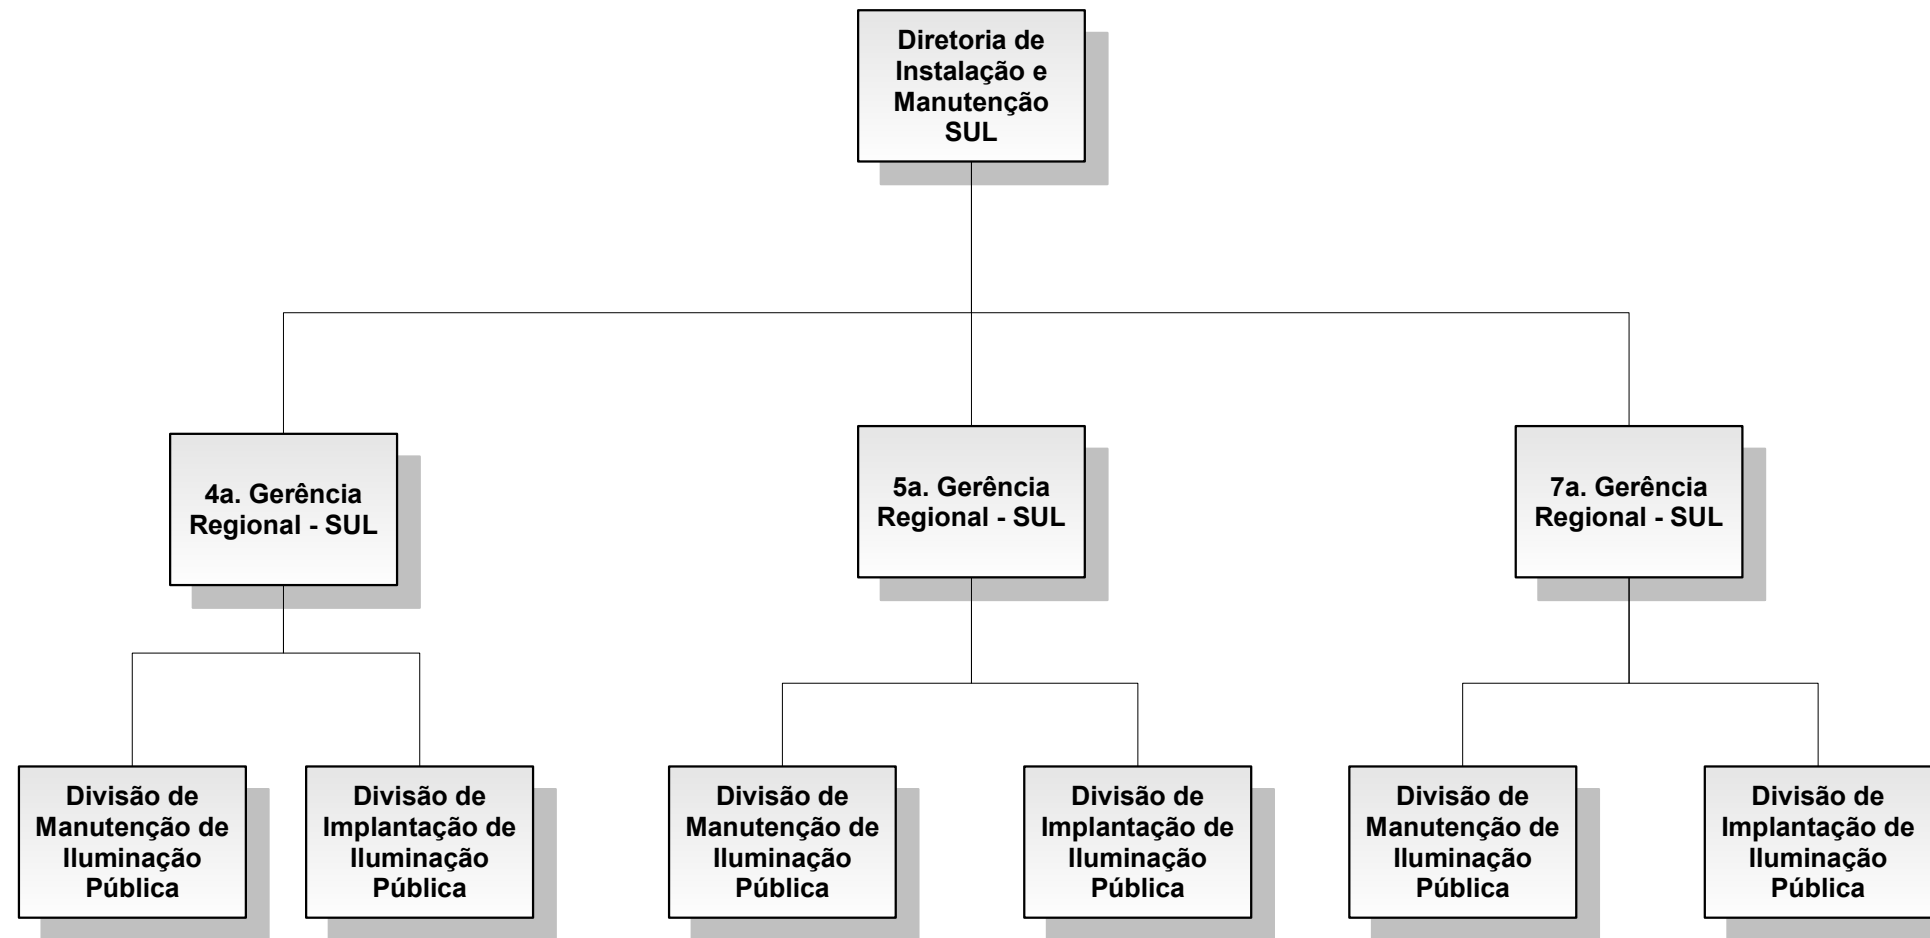 Diretoria de
Instalação e
Manutenção
SUL
4a. Gerência
Regional - SUL
5a. Gerência
Regional - SUL
7a. Gerência
Regional - SUL
Divisão de
Manutenção de
Iluminação
Pública
Divisão de
Implantação de
Iluminação
Pública
Divisão de
Manutenção de
Iluminação
Pública
Divisão de
Implantação de
Iluminação
Pública
Divisão de
Manutenção de
Iluminação
Pública
Divisão de
Implantação de
Iluminação
Pública